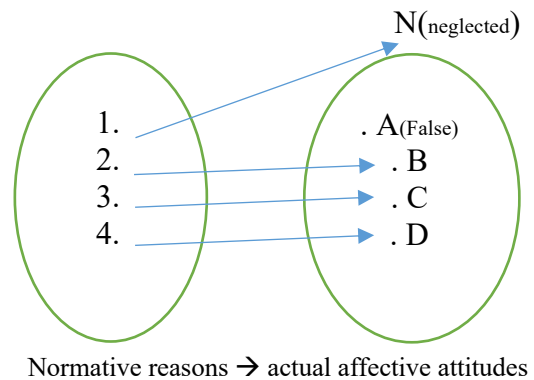 N(neglected)
1.
. A(False)
2.
. B
3.
. C
4.
. D
Normative reasons → actual affective attitudes